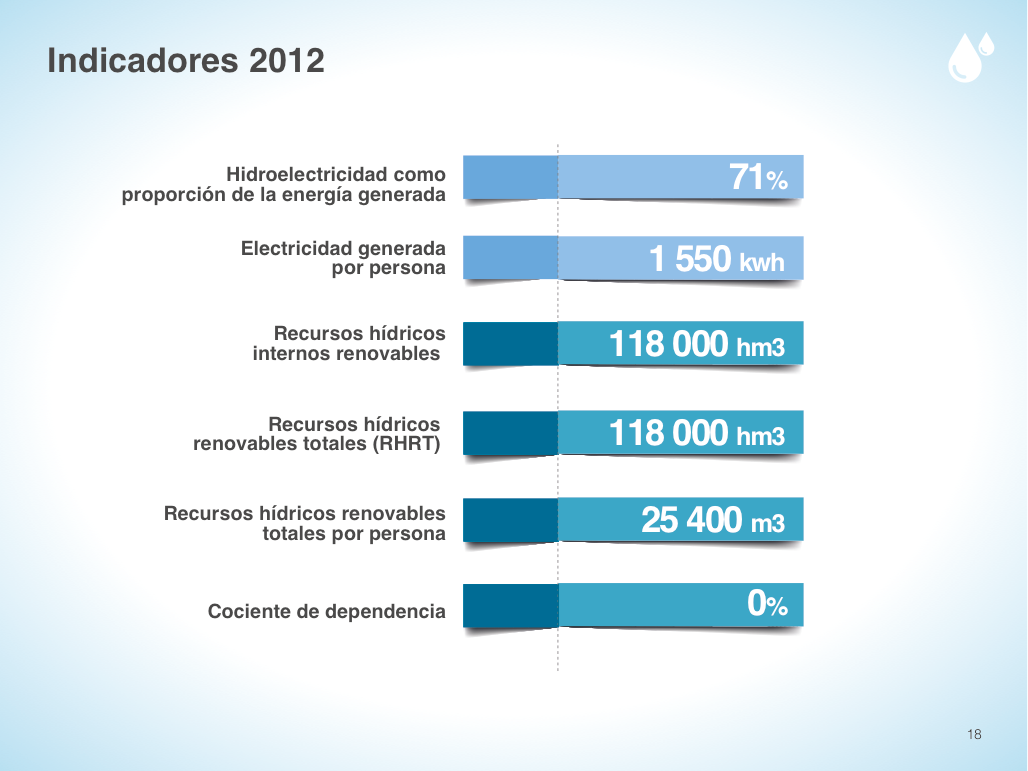 Indicadores 2012
Hidroelectricidad como
proporción de la energía generada
71%
Electricidad generada
por persona
1 550 kwh
Recursos hídricos
internos renovables
118 000 hm3
Recursos hídricos
renovables totales (RHRT)
118 000 hm3
Recursos hídricos renovables
totales por persona
25 400 m3
Cociente de dependencia
0%
18